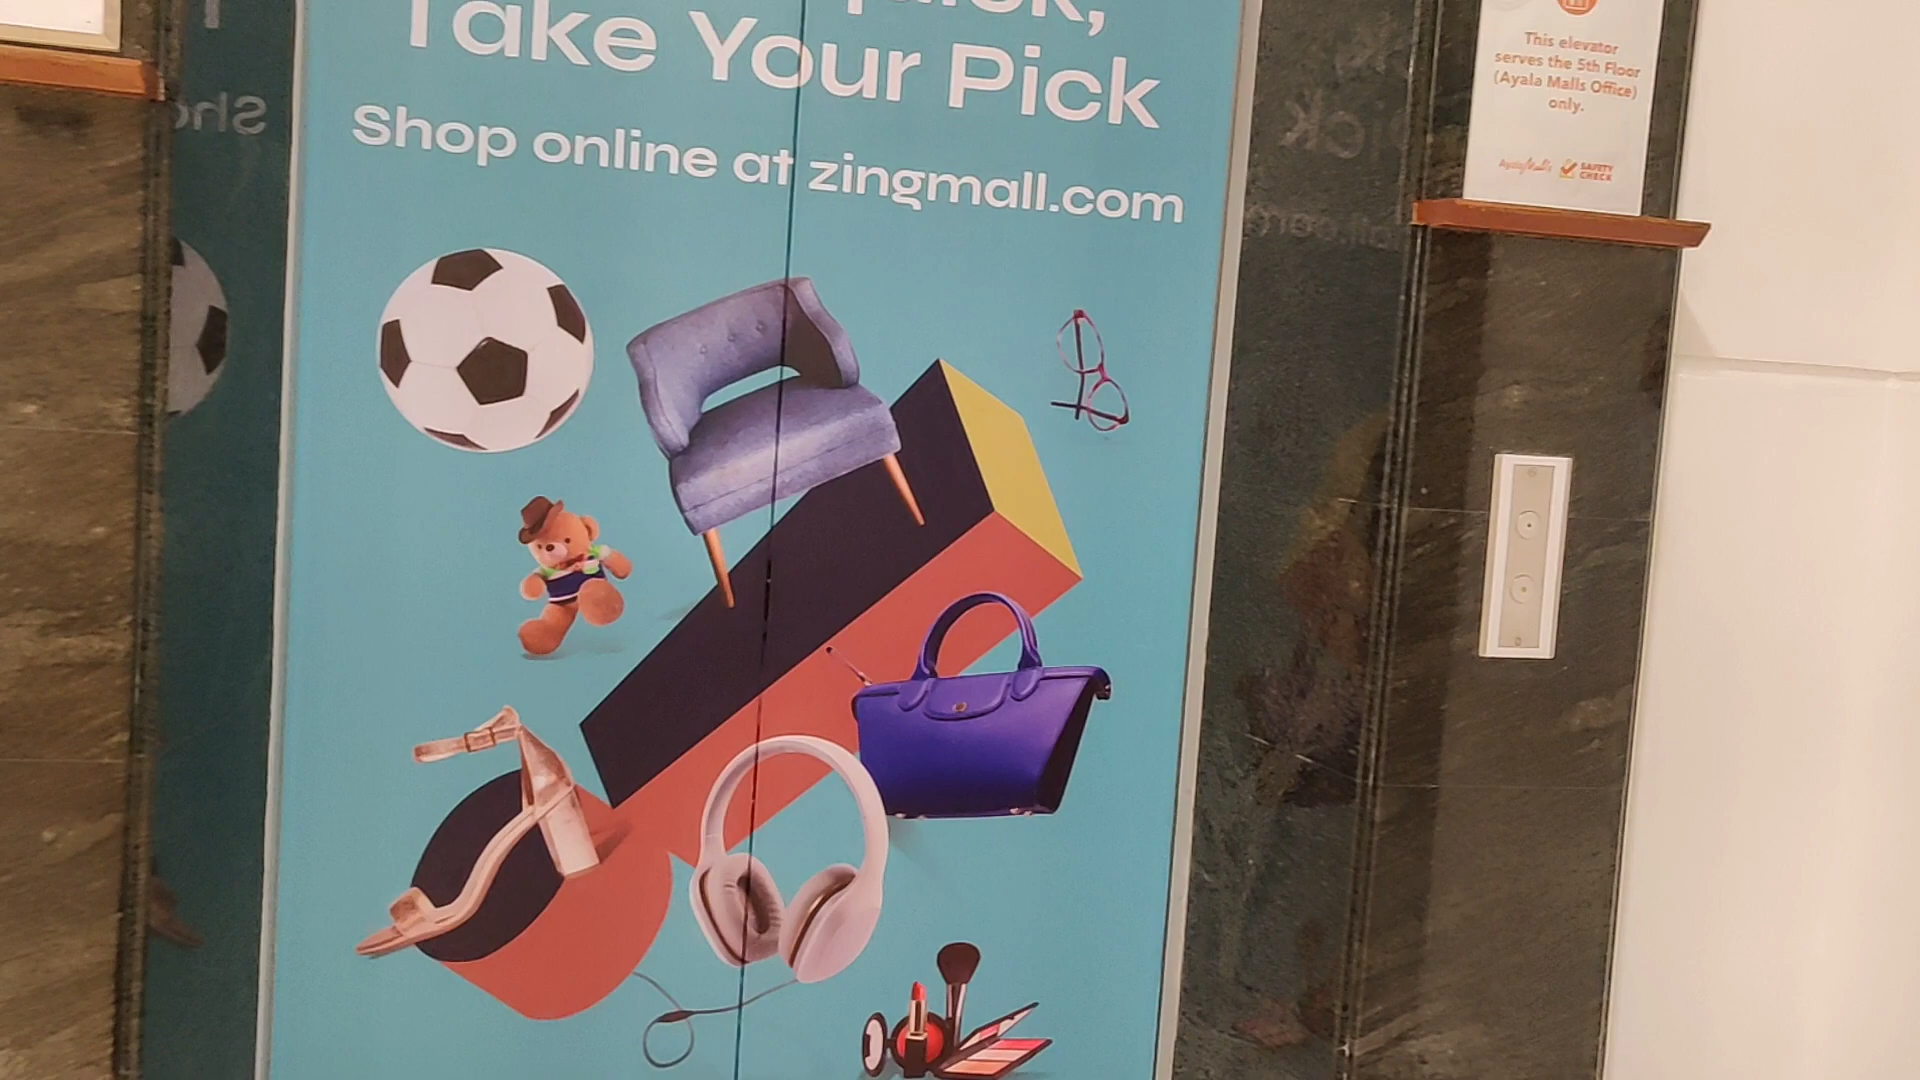 Take Your Pick
Shop online at zingmall.com
This elevator
serves the 5th Floor
(Ayala Malls Office)
only.
AyalaMalls
SAFETY
CHECK